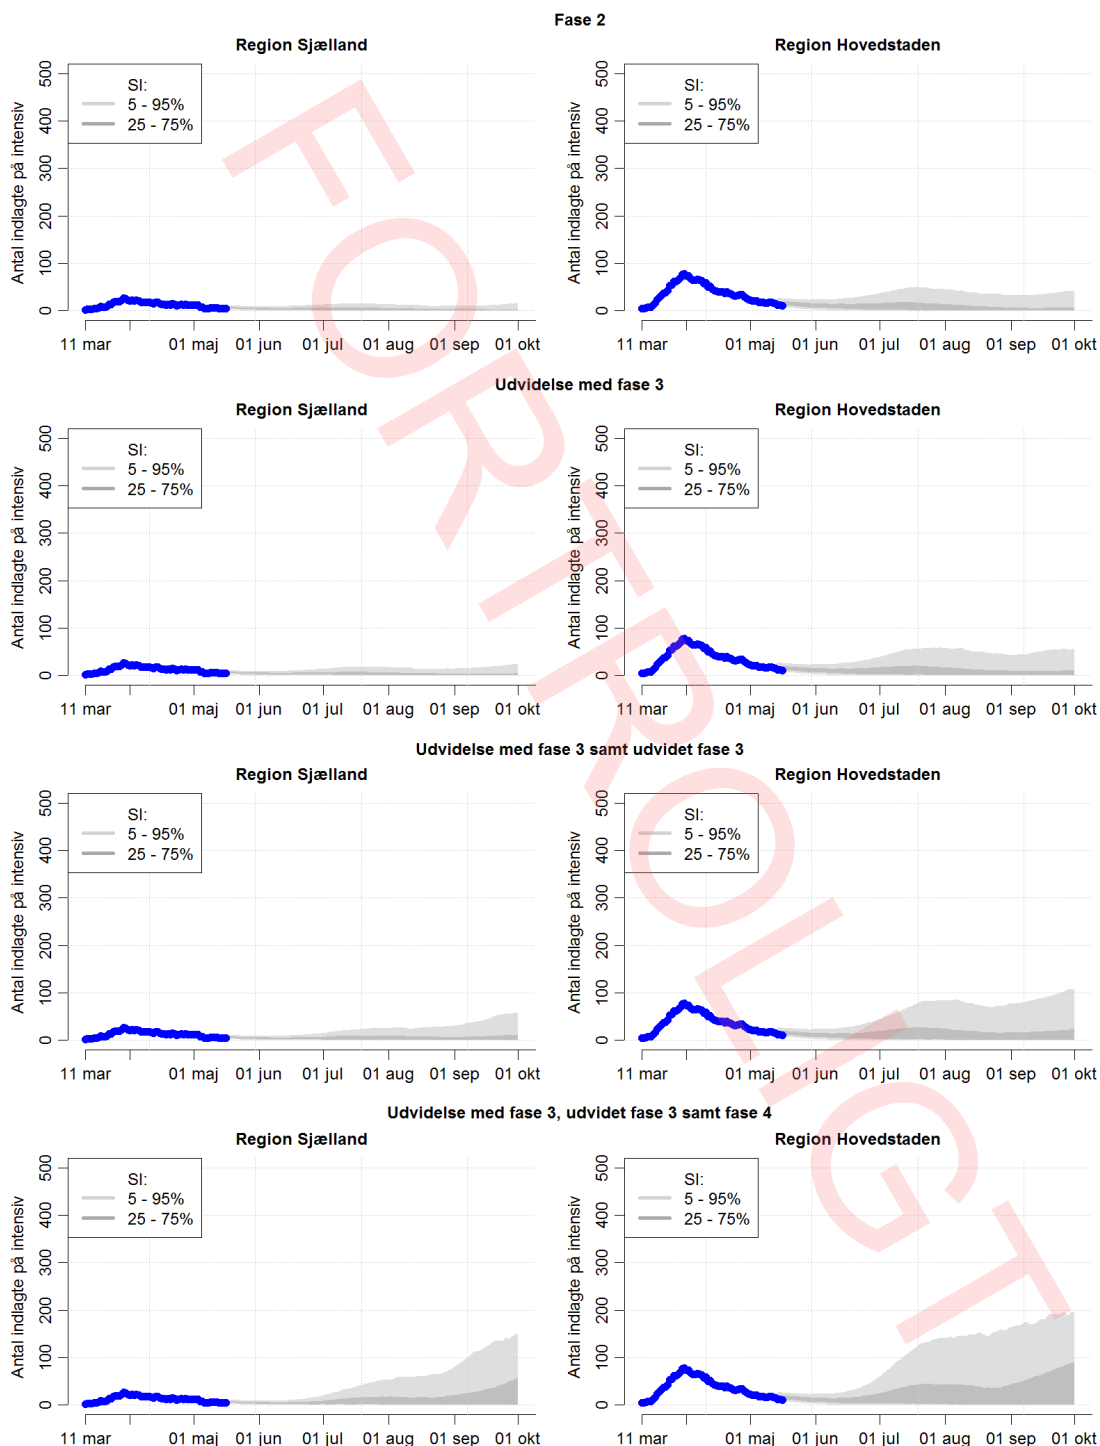 Fase 2
Region Sjælland
Region Hovedstaden
Antal indlagte på intensiv
500
400
300
200
100
0
SI:
5 - 95%
25 - 75%
11 mar
01 maj
01 jun
01 jul
01 aug
01 sep
01 okt
Antal indlagte på intensiv
500
400
300
200
100
0
SI:
5 - 95%
25 - 75%
11 mar
01 maj
01 jun
01 jul
01 aug
01 sep
01 okt
Udvidelse med fase 3
Region Sjælland
Region Hovedstaden
Antal indlagte på intensiv
500
400
300
200
100
0
SI:
5 - 95%
25 - 75%
11 mar
01 maj
01 jun
01 jul
01 aug
01 sep
01 okt
Antal indlagte på intensiv
500
400
300
200
100
0
SI:
5 - 95%
25 - 75%
11 mar
01 maj
01 jun
01 jul
01 aug
01 sep
01 okt
Udvidelse med fase 3 samt udvidet fase 3
Region Sjælland
Region Hovedstaden
Antal indlagte på intensiv
500
400
300
200
100
0
SI:
5 - 95%
25 - 75%
11 mar
01 maj
01 jun
01 jul
01 aug
01 sep
01 okt
Antal indlagte på intensiv
500
400
300
200
100
0
SI:
5 - 95%
25 - 75%
11 mar
01 maj
01 jun
01 jul
01 aug
01 sep
01 okt
Udvidelse med fase 3, udvidet fase 3 samt fase 4
Region Sjælland
Region Hovedstaden
Antal indlagte på intensiv
500
400
300
200
100
0
SI:
5 - 95%
25 - 75%
11 mar
01 maj
01 jun
01 jul
01 aug
01 sep
01 okt
Antal indlagte på intensiv
500
400
300
200
100
0
SI:
5 - 95%
25 - 75%
11 mar
01 maj
01 jun
01 jul
01 aug
01 sep
01 okt
FORTROLIGT